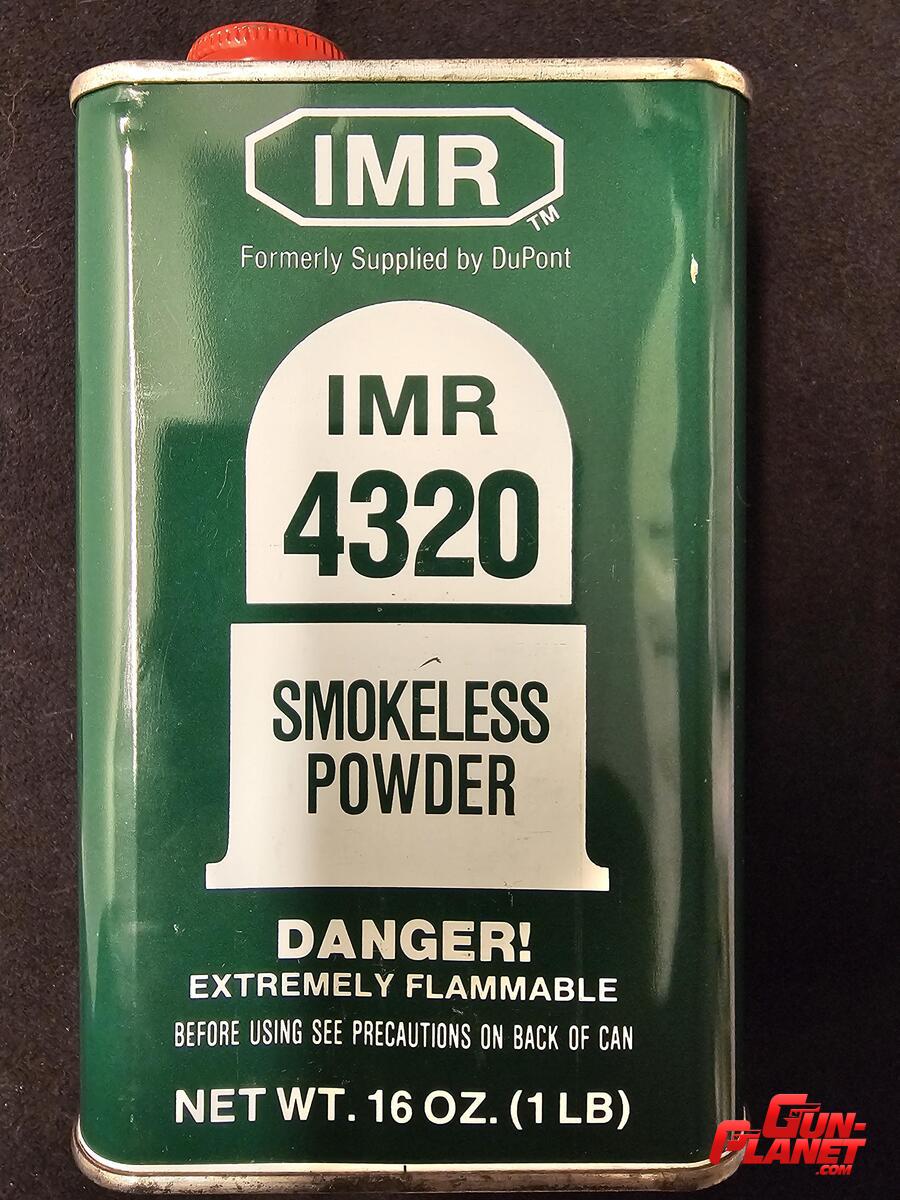 IMR
TM
Formerly Supplied by DuPont
IMR
4320
SMOKELESS
POWDER
DANGER!
EXTREMELY FLAMMABLE
BEFORE USING SEE PRECAUTIONS ON BACK OF CAN
NET WT. 16 OZ. (1 LB)
GUN-
PLANET
.COM